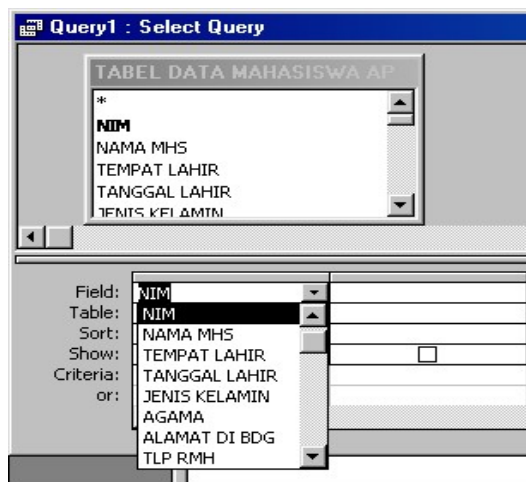 Query1 : Select Query
TABEL DATA MAHASISWA AP
*
NIM
NAMA MHS
TEMPAT LAHIR
TANGGAL LAHIR
JENIS KELAMIN
Field: NIM
Table: NIM
Sort: NAMA MHS
Show: TEMPAT LAHIR
Criteria: TANGGAL LAHIR
or: JENIS KELAMIN
AGAMA
ALAMAT DI BDG
TLP RMH